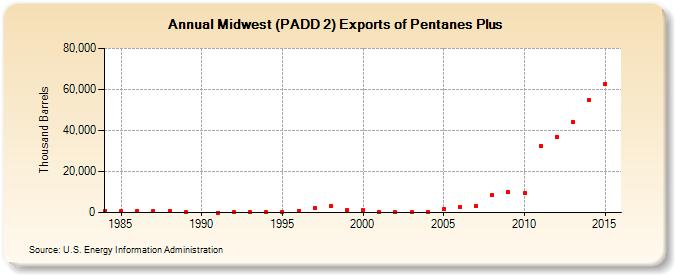 Annual Midwest (PADD 2) Exports of Pentanes Plus
Thousand Barrels
80,000
60,000
40,000
20,000
0
1985 1990 1995 2000 2005 2010 2015
Source: U.S. Energy Information Administration